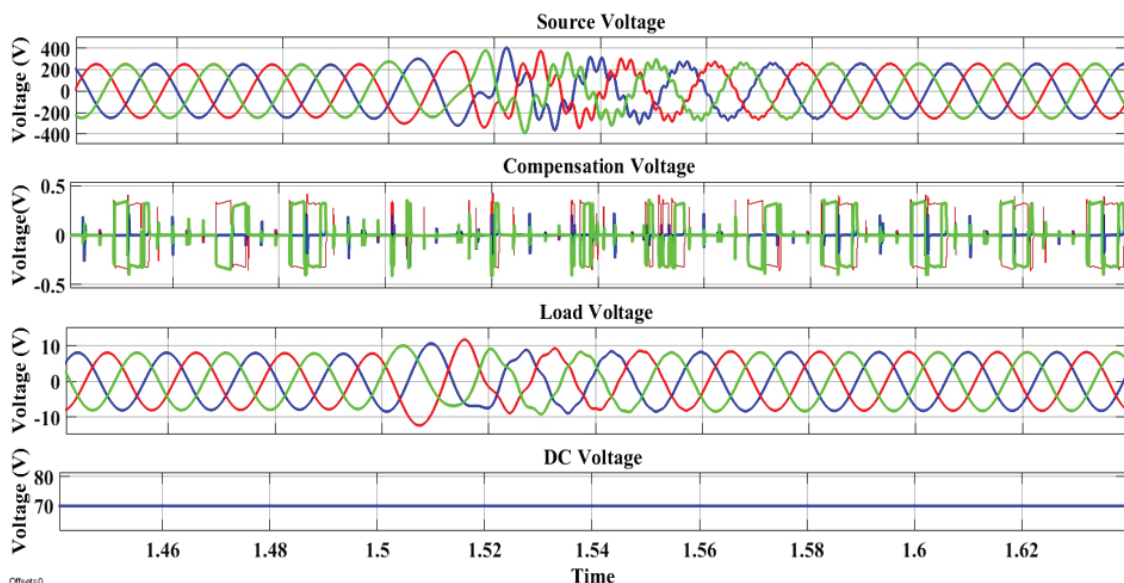 Source Voltage
Voltage (V)
400
200
0
-200
-400
Compensation Voltage
Voltage(V)
0.5
0
-0.5
Load Voltage
Voltage (V)
10
0
-10
DC Voltage
Voltage (V)
80
70
1.46 1.48 1.5 1.52 1.54 1.56 1.58 1.6 1.62
Time
Offset=0